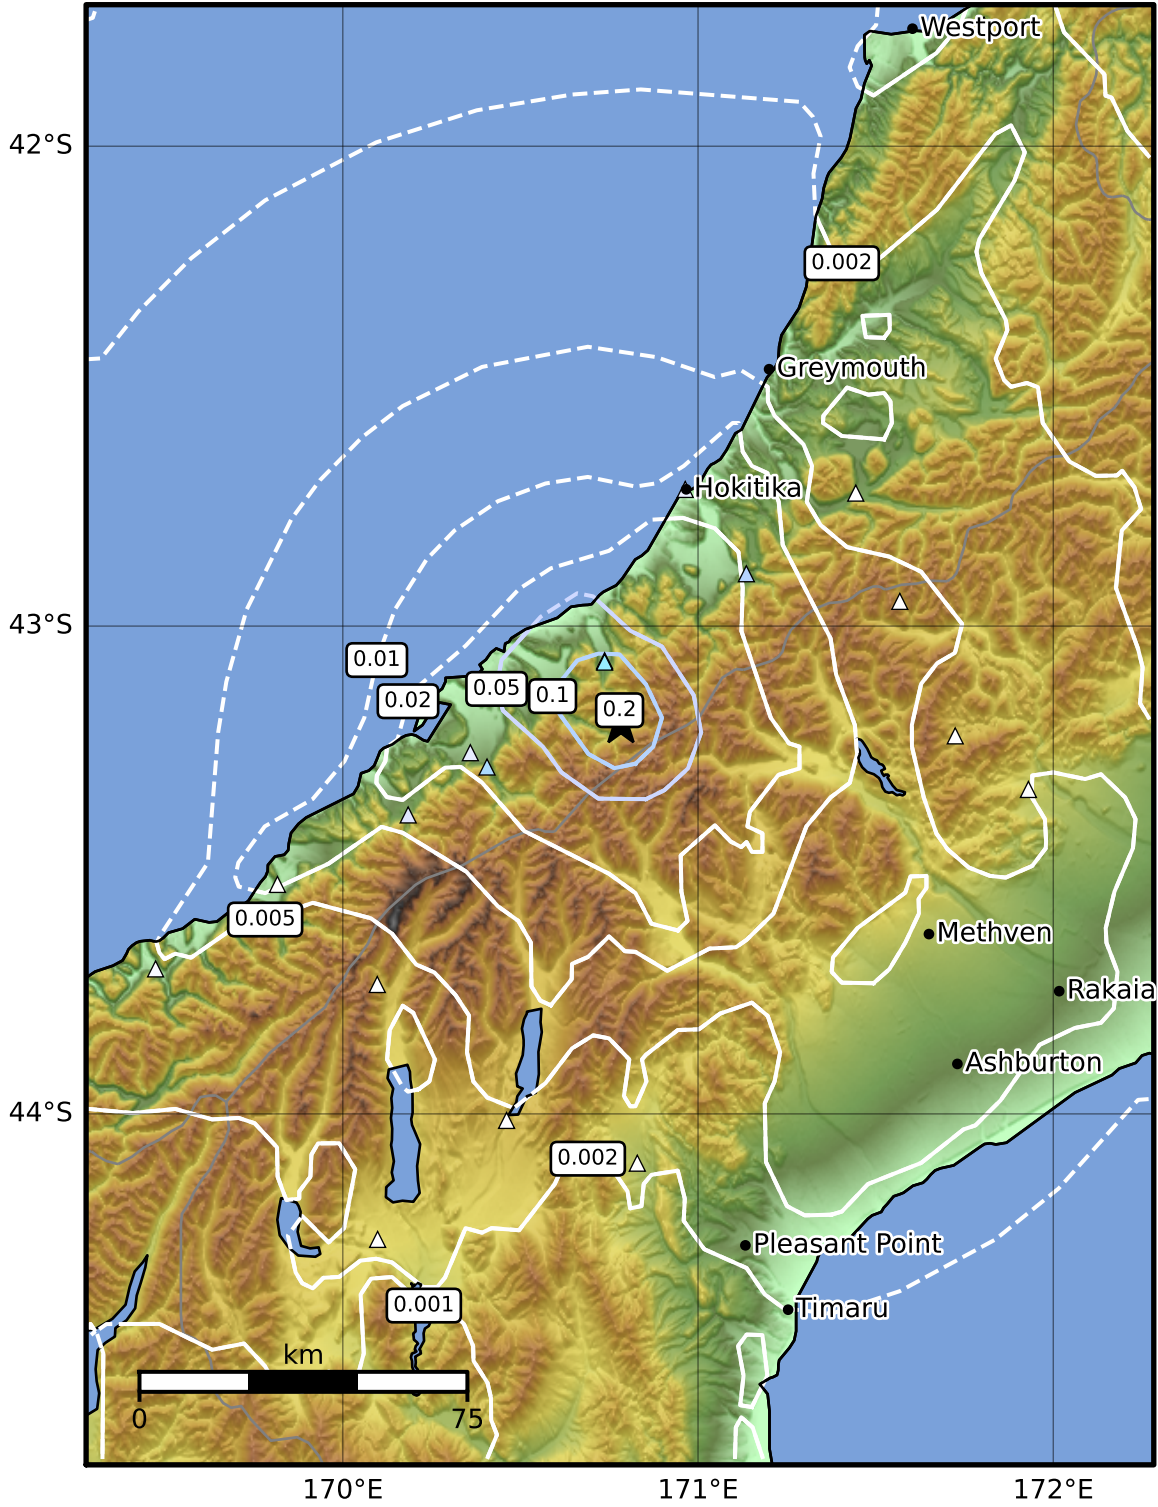 Westport
42°S
0.002
Greymouth
Hokitika
43°S
0.01
0.02
0.05
0.1
0.2
0.005
Methven
Rakaia
Ashburton
44°S
0.002
Pleasant Point
0.001
Timaru
km
0
75
170°E
171°E
172°E